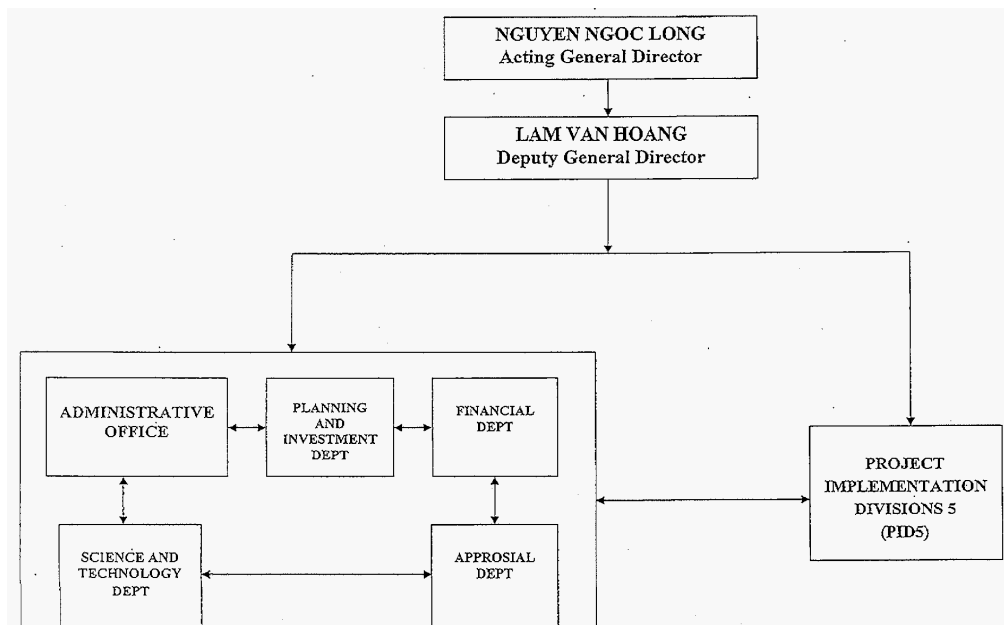 NGUYEN NGOC LONG
Acting General Director
LAM VAN HOANG
Deputy General Director
ADMINISTRATIVE
OFFICE
PLANNING
AND
INVESTMENT
DEPT
FINANCIAL
DEPT
PROJECT
IMPLEMENTATION
DIVISIONS 5
(PID5)
SCIENCE AND
TECHNOLOGY
DEPT
APPROSIAL
DEPT